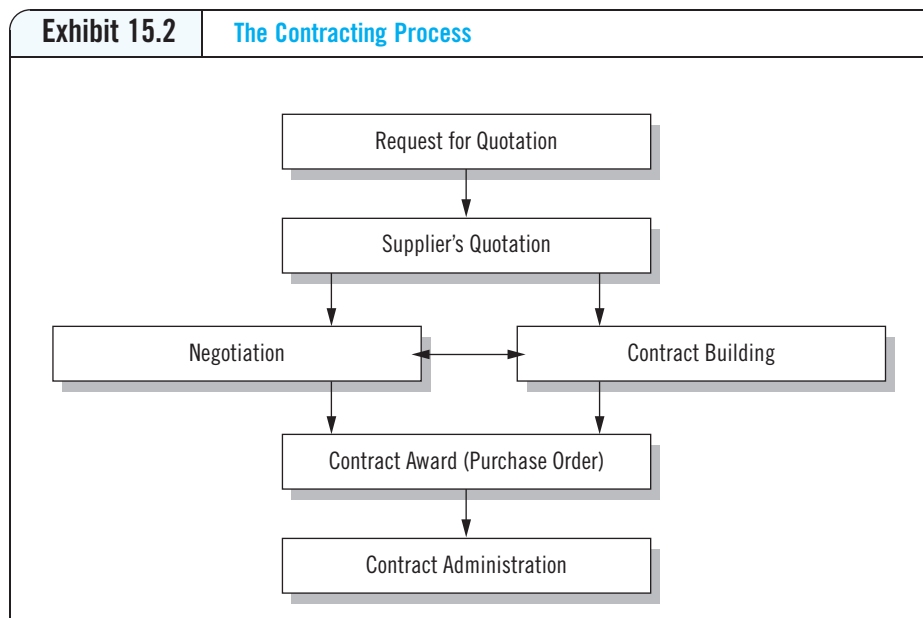 Exhibit 15.2
The Contracting Process
Request for Quotation
Supplier’s Quotation
Negotiation
Contract Building
Contract Award (Purchase Order)
Contract Administration